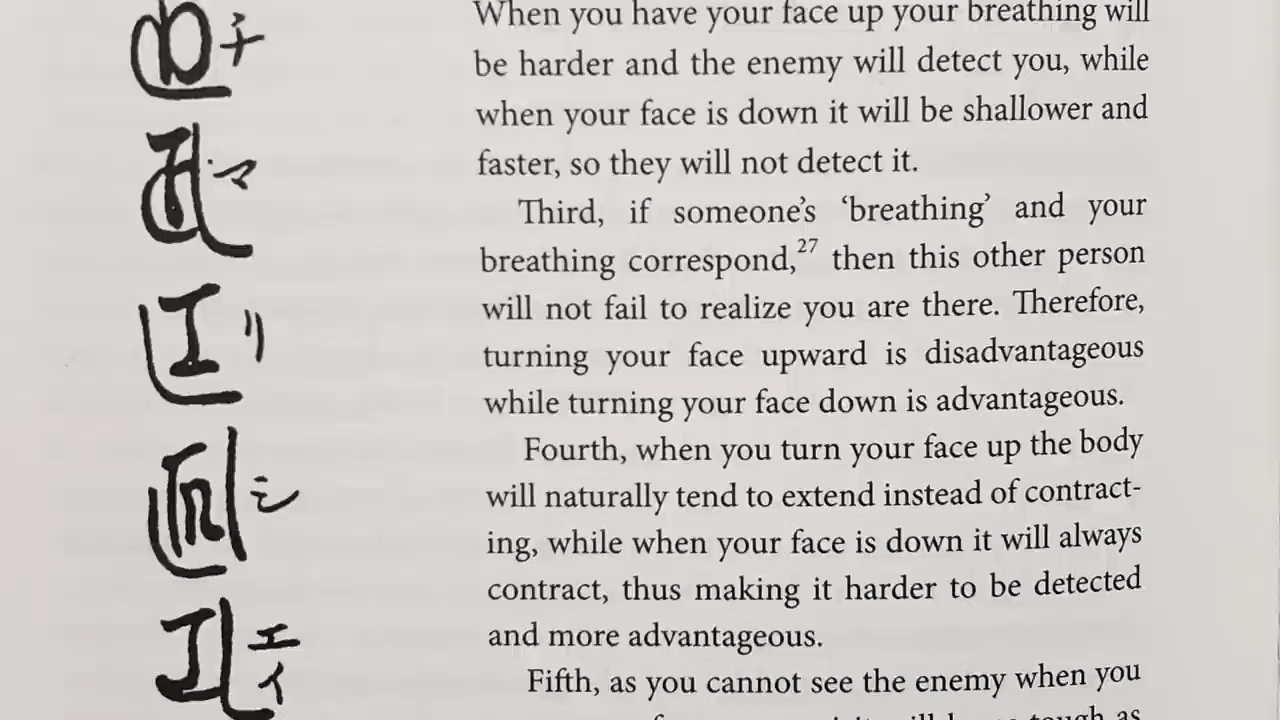 チ
マ
リ
シ
エイ
When you have your face up your breathing will
be harder and the enemy will detect you, while
when your face is down it will be shallower and
faster, so they will not detect it.
Third, if someone’s ‘breathing’ and your
breathing correspond,27 then this other person
will not fail to realize you are there. Therefore,
turning your face upward is disadvantageous
while turning your face down is advantageous.
Fourth, when you turn your face up the body
will naturally tend to extend instead of contract-
ing, while when your face is down it will always
contract, thus making it harder to be detected
and more advantageous.
Fifth, as you cannot see the enemy when you